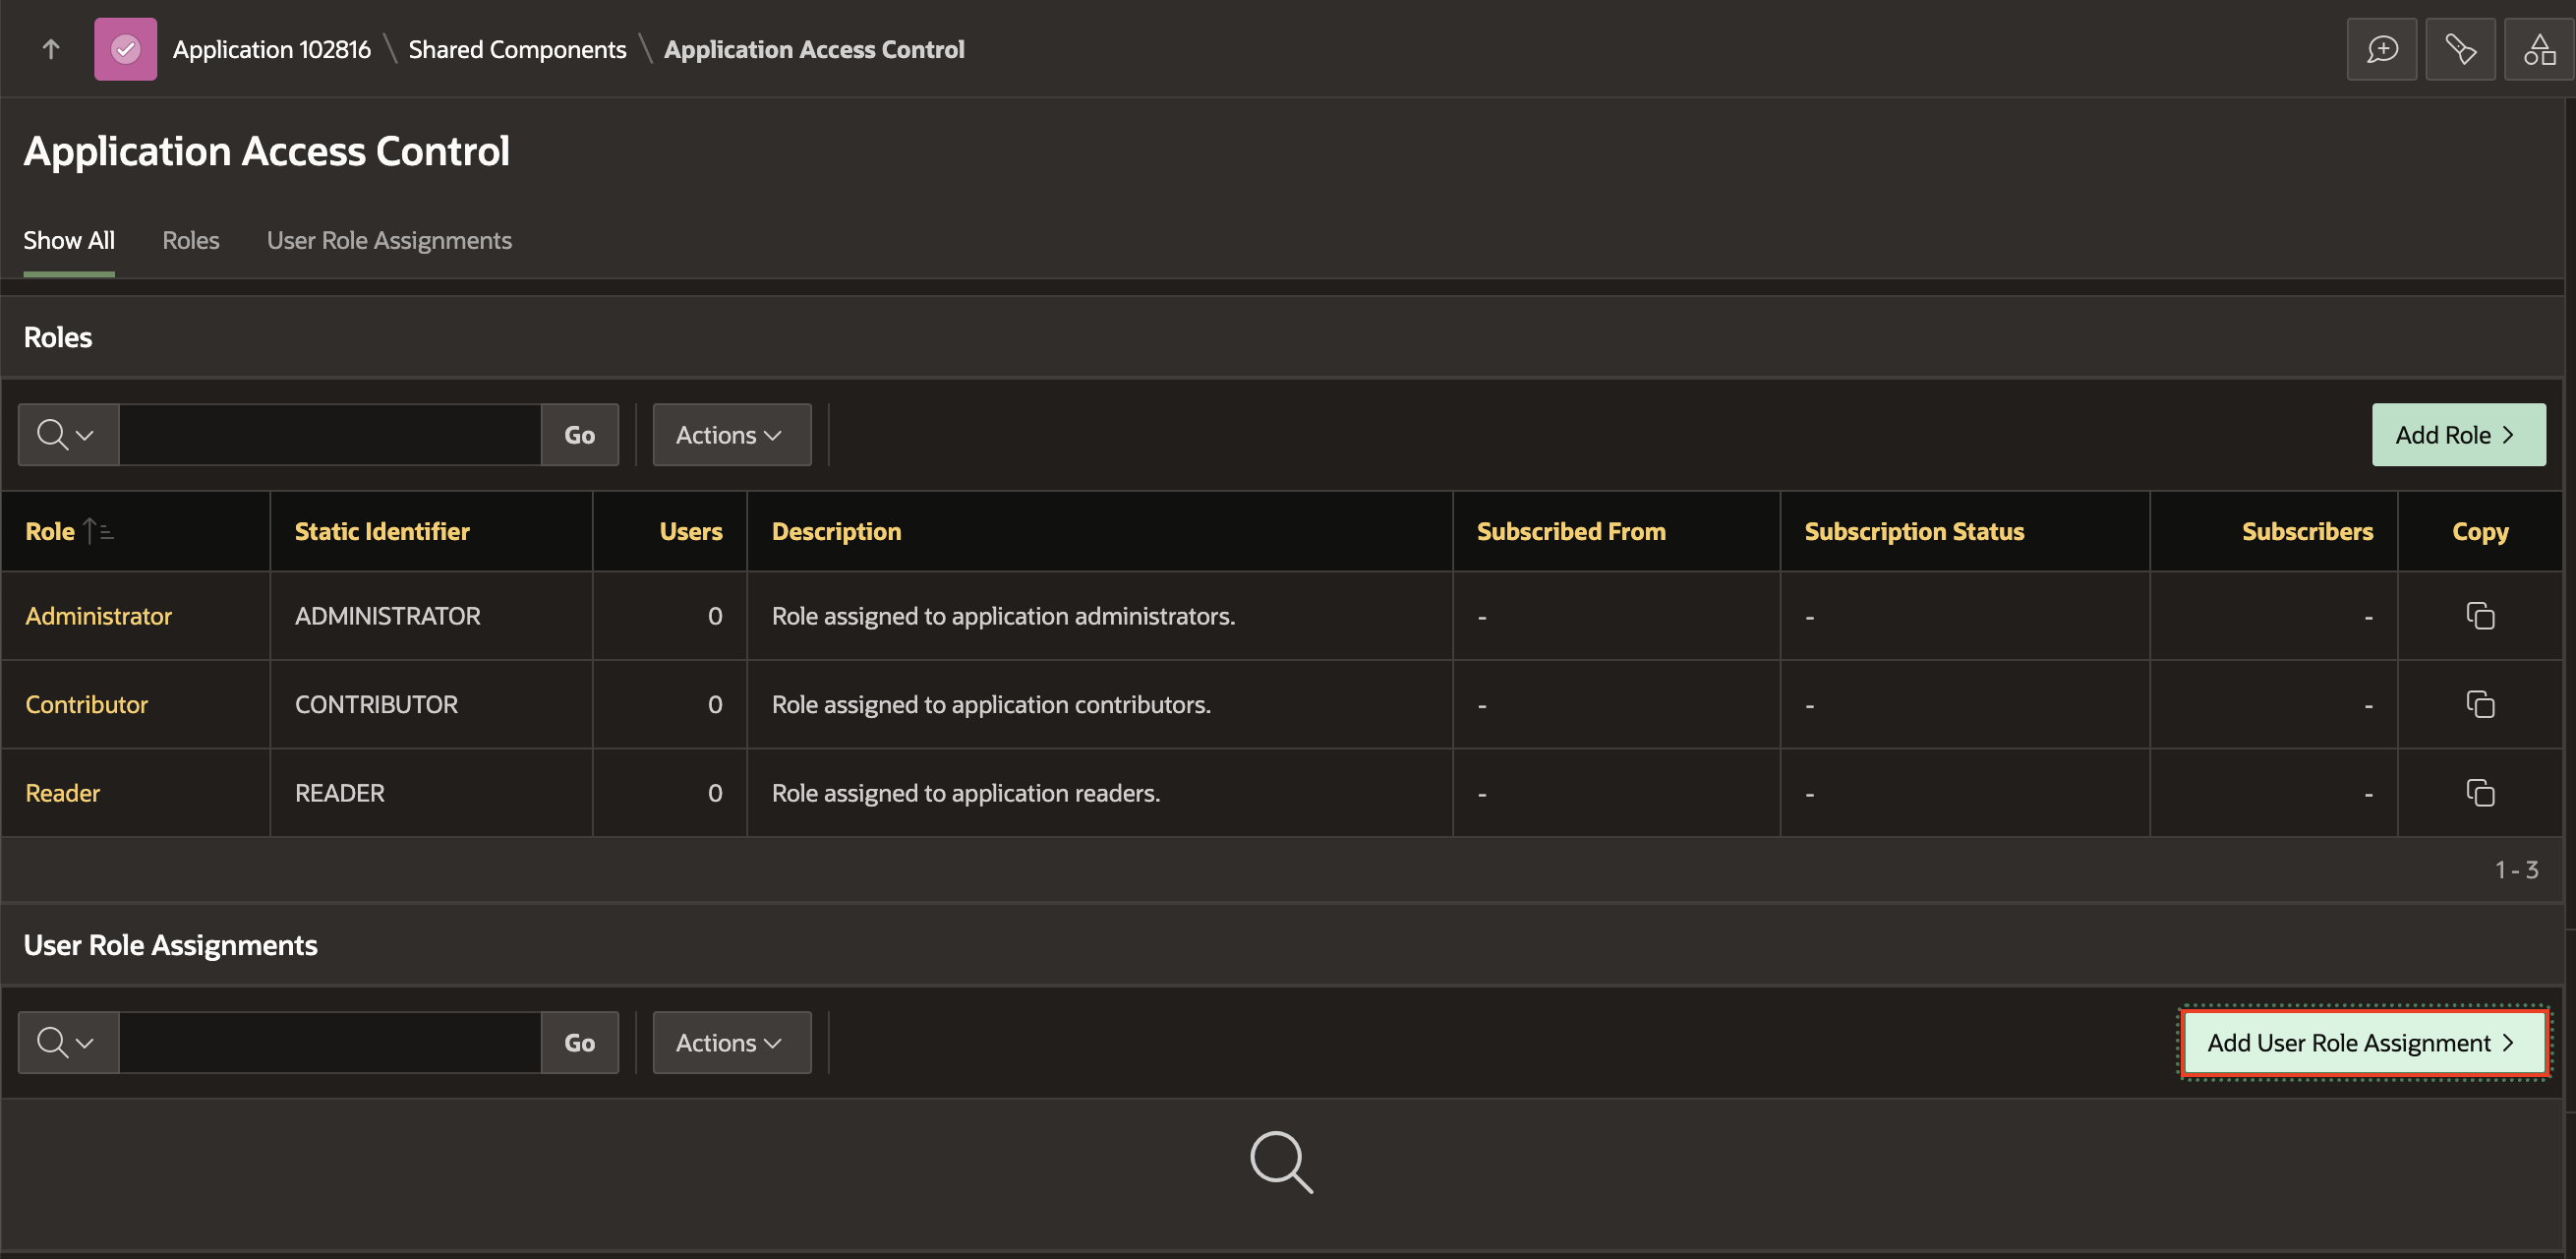 Application 102816 \ Shared Components \ Application Access Control
Application Access Control
Show All Roles User Role Assignments
Roles
Go Actions Add Role
Role Static Identifier Users Description Subscribed From Subscription Status Subscribers Copy
Administrator ADMINISTRATOR 0 Role assigned to application administrators. - - -
Contributor CONTRIBUTOR 0 Role assigned to application contributors. - - -
Reader READER 0 Role assigned to application readers. - - -
1 - 3
User Role Assignments
Go Actions Add User Role Assignment